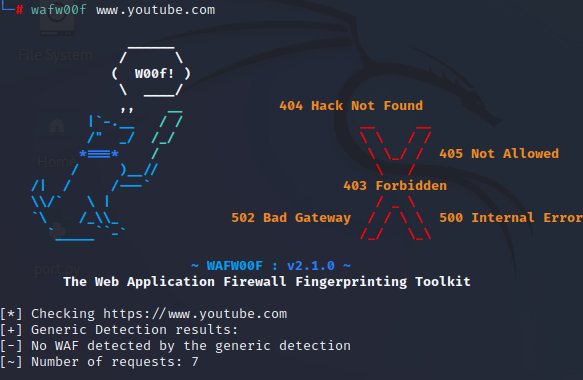 # wafw00f www.youtube.com
File System
( W00f! )
404 Hack Not Found
405 Not Allowed
Home
403 Forbidden
502 Bad Gateway
500 Internal Error
~ WAFW00F : v2.1.0 ~
The Web Application Firewall Fingerprinting Toolkit
[*] Checking https://www.youtube.com
[+] Generic Detection results:
[-] No WAF detected by the generic detection
[~] Number of requests: 7